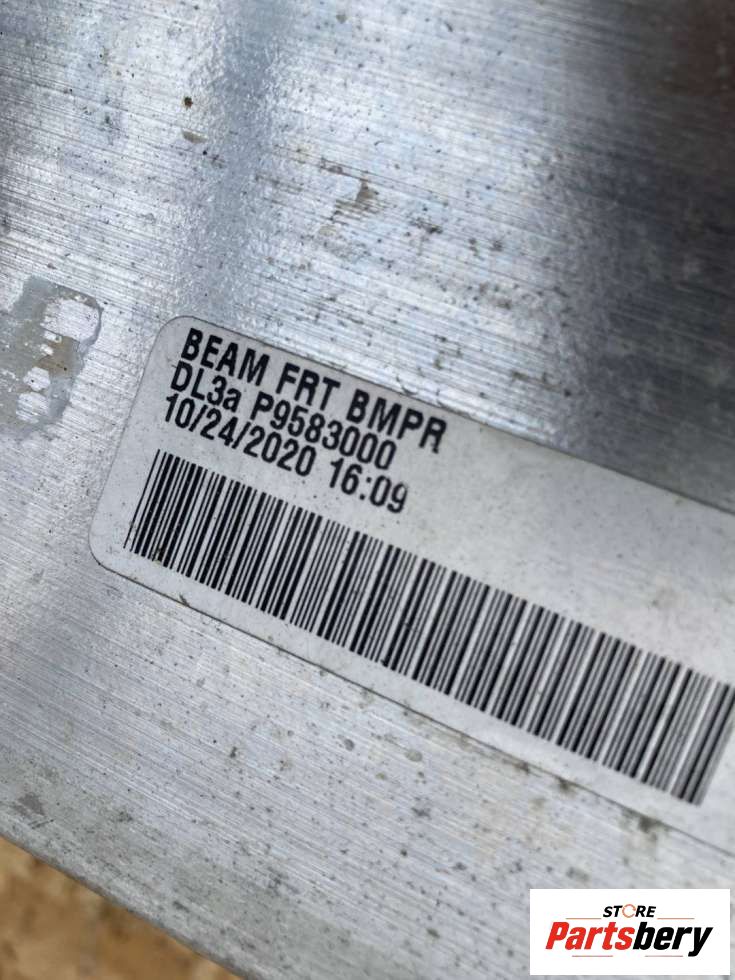 BEAM FRT BMPR
DL3a P9583000
10/24/2020 16:09
STORE
Partsbery